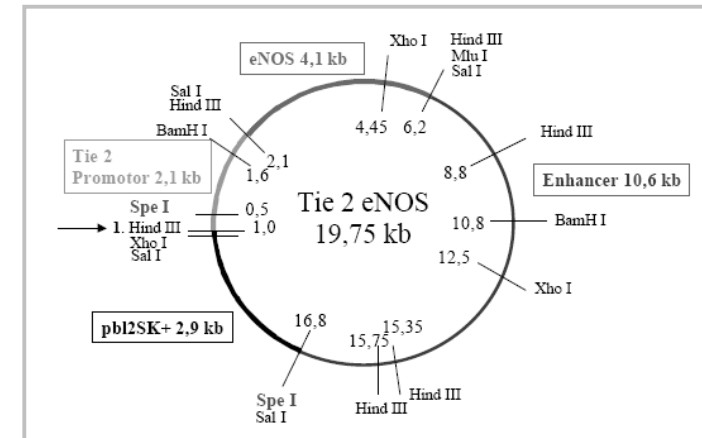 eNOS 4,1 kb
Xho I
Hind III
Mlu I
Sal I
Sal I
Hind III
BamH I
4,45
6,2
Hind III
Tie 2
Promotor 2,1 kb
2,1
1,6
8,8
Enhancer 10,6 kb
Spe I
0,5
Tie 2 eNOS
19,75 kb
10,8
BamH I
1. Hind III
1,0
Xho I
Sal I
12,5
Xho I
pbl2SK+ 2,9 kb
16,8
15,35
15,75
Spe I
Sal I
Hind III
Hind III